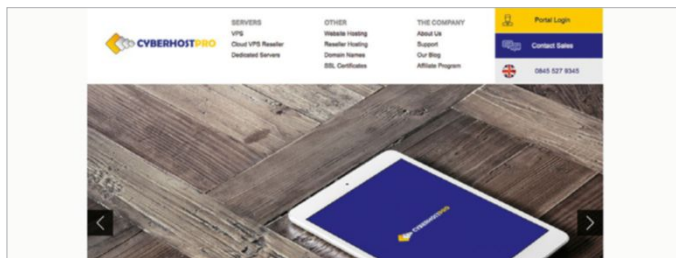 CYBERHOSTPRO
SERVERS
VPS
Cloud VPS Reseller
Dedicated Servers
OTHER
Website Hosting
Reseller Hosting
Domain Names
SSL Certificates
THE COMPANY
About Us
Support
Our Blog
Affiliate Program
Portal Login
Contact Sales
0845 527 9345
CYBERHOSTPRO